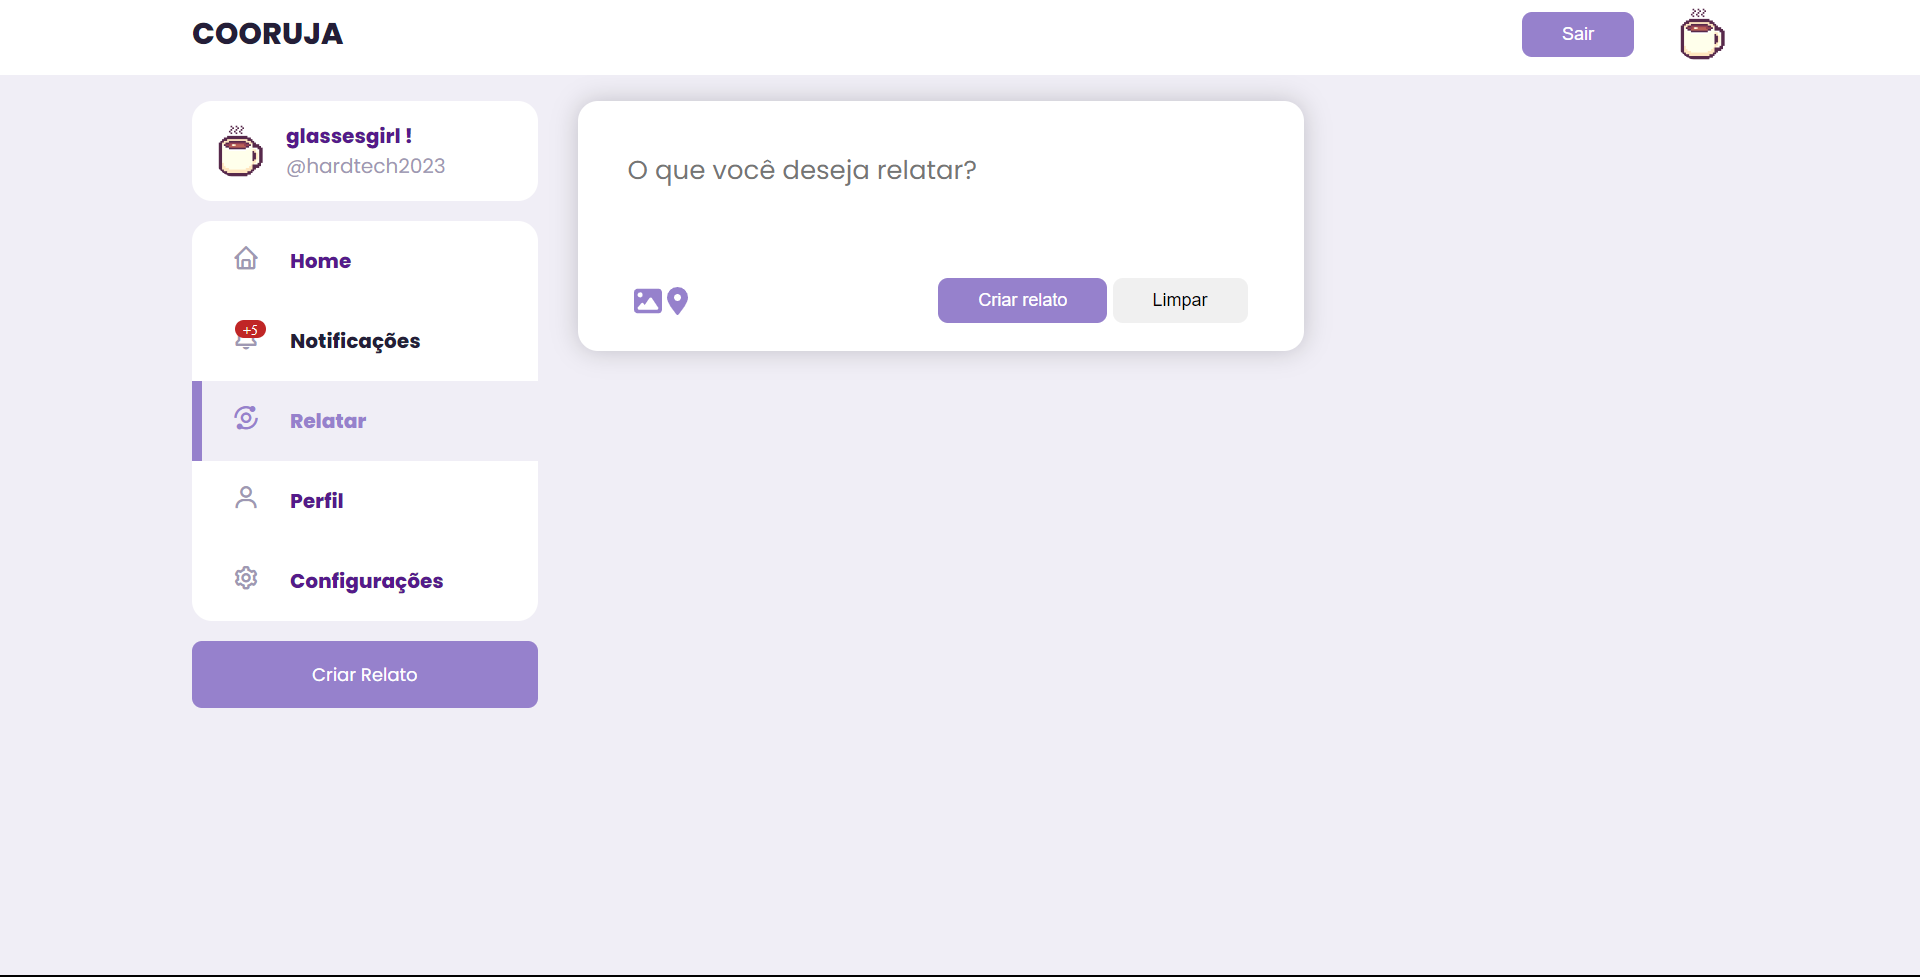 COORUJA
Sair
glassesgirl !
@hardtech2023
Home
+5
Notificações
Relatar
Perfil
Configurações
Criar Relato
O que você deseja relatar?
Criar relato
Limpar